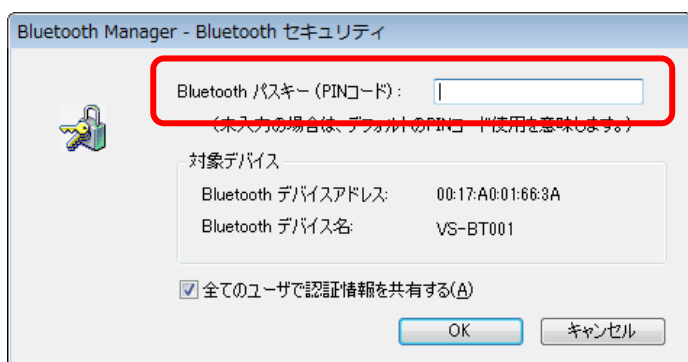 Bluetooth Manager - Bluetooth セキュリティ
Bluetooth パスキー (PINコード) :
(未入力の場合は、デフォルトのPINコード使用を意味します。)
対象デバイス
Bluetooth デバイスアドレス: 00:17:A0:01:66:3A
Bluetooth デバイス名: VS-BT001
全てのユーザで認証情報を共有する(A)
OK キャンセル